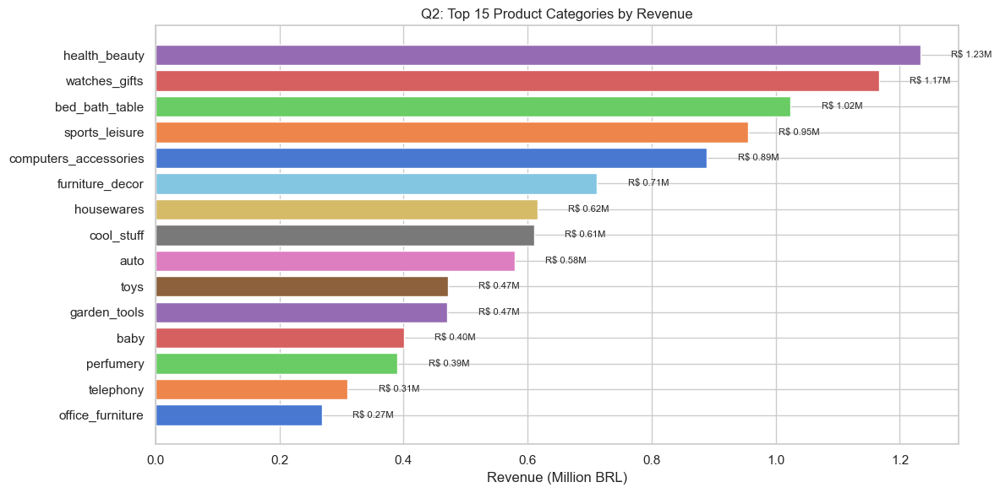 Q2: Top 15 Product Categories by Revenue
health_beauty R$ 1.23M
watches_gifts R$ 1.17M
bed_bath_table R$ 1.02M
sports_leisure R$ 0.95M
computers_accessories R$ 0.89M
furniture_decor R$ 0.71M
housewares R$ 0.62M
cool_stuff R$ 0.61M
auto R$ 0.58M
toys R$ 0.47M
garden_tools R$ 0.47M
baby R$ 0.40M
perfumery R$ 0.39M
telephony R$ 0.31M
office_furniture R$ 0.27M
0.0 0.2 0.4 0.6 0.8 1.0 1.2
Revenue (Million BRL)